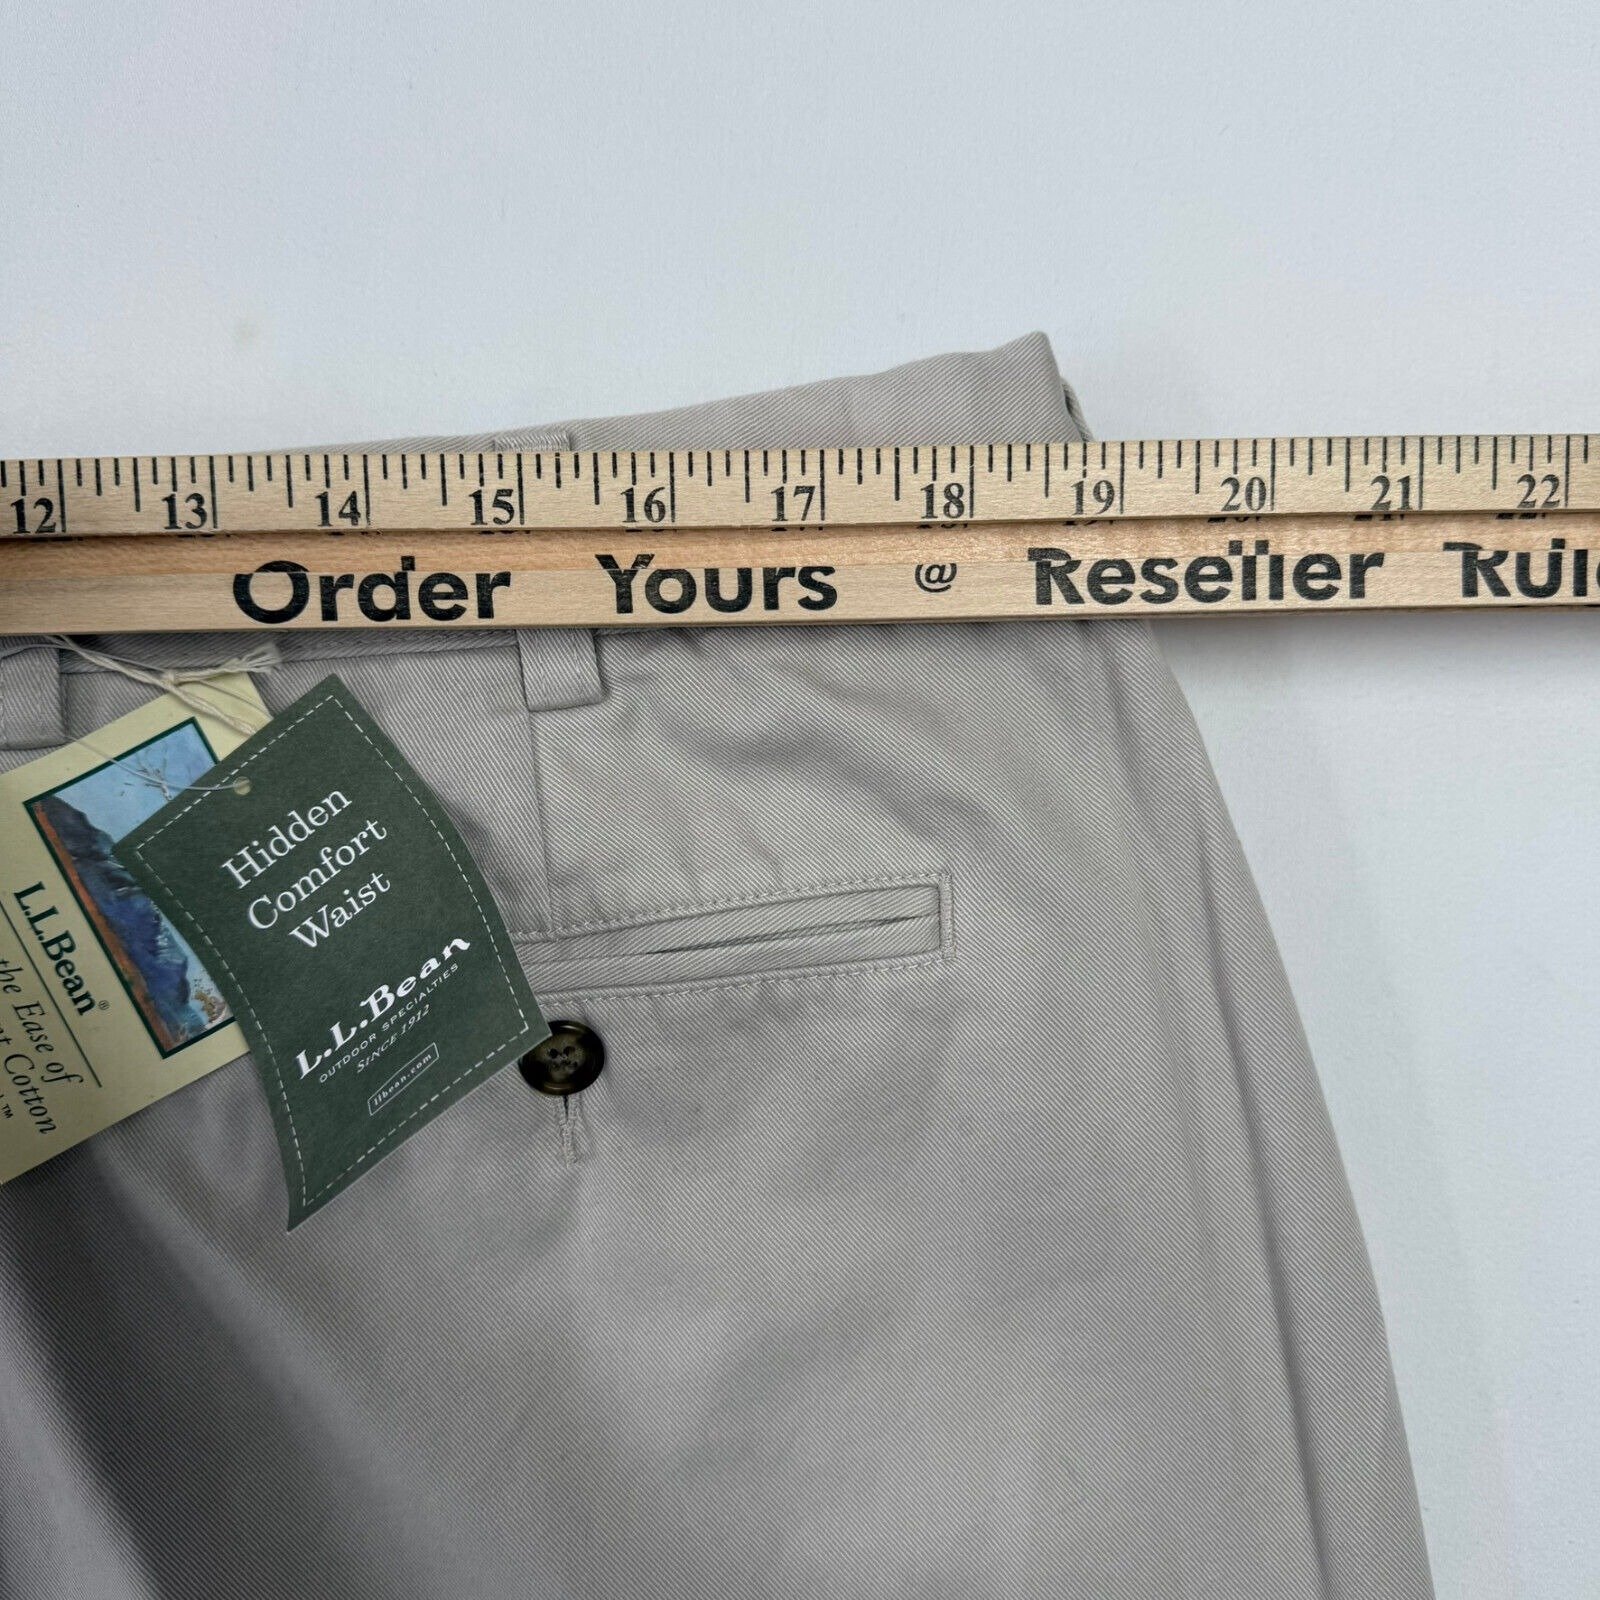 12 13 14 15 16 17 18 19 20 21 22
Order Yours @ Reseller
Hidden
Comfort
Waist
L.L.Bean
OUTDOOR SPECIALTIES
SINCE 1912
llbean.com
L.L.Bean®
the Ease of
Cotton
™